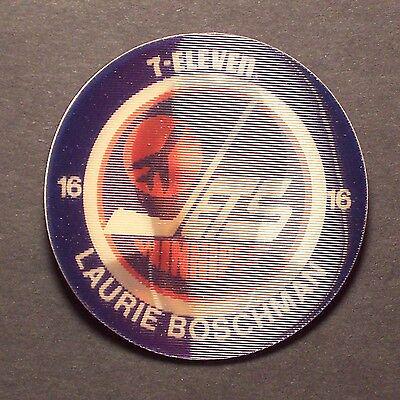 7-ELEVEN
16
16
JETS
LAURIE BOSCHMAN